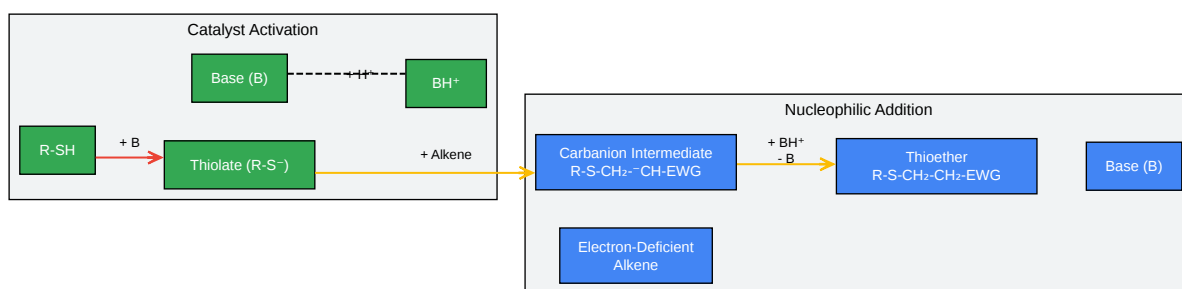 Catalyst Activation
Base (B)
+ H⁺
BH⁺
R-SH
+ B
Thiolate (R-S⁻)
+ Alkene
Nucleophilic Addition
Carbanion Intermediate
R-S-CH₂-⁻CH-EWG
+ BH⁺
- B
Thioether
R-S-CH₂-CH₂-EWG
Base (B)
Electron-Deficient
Alkene